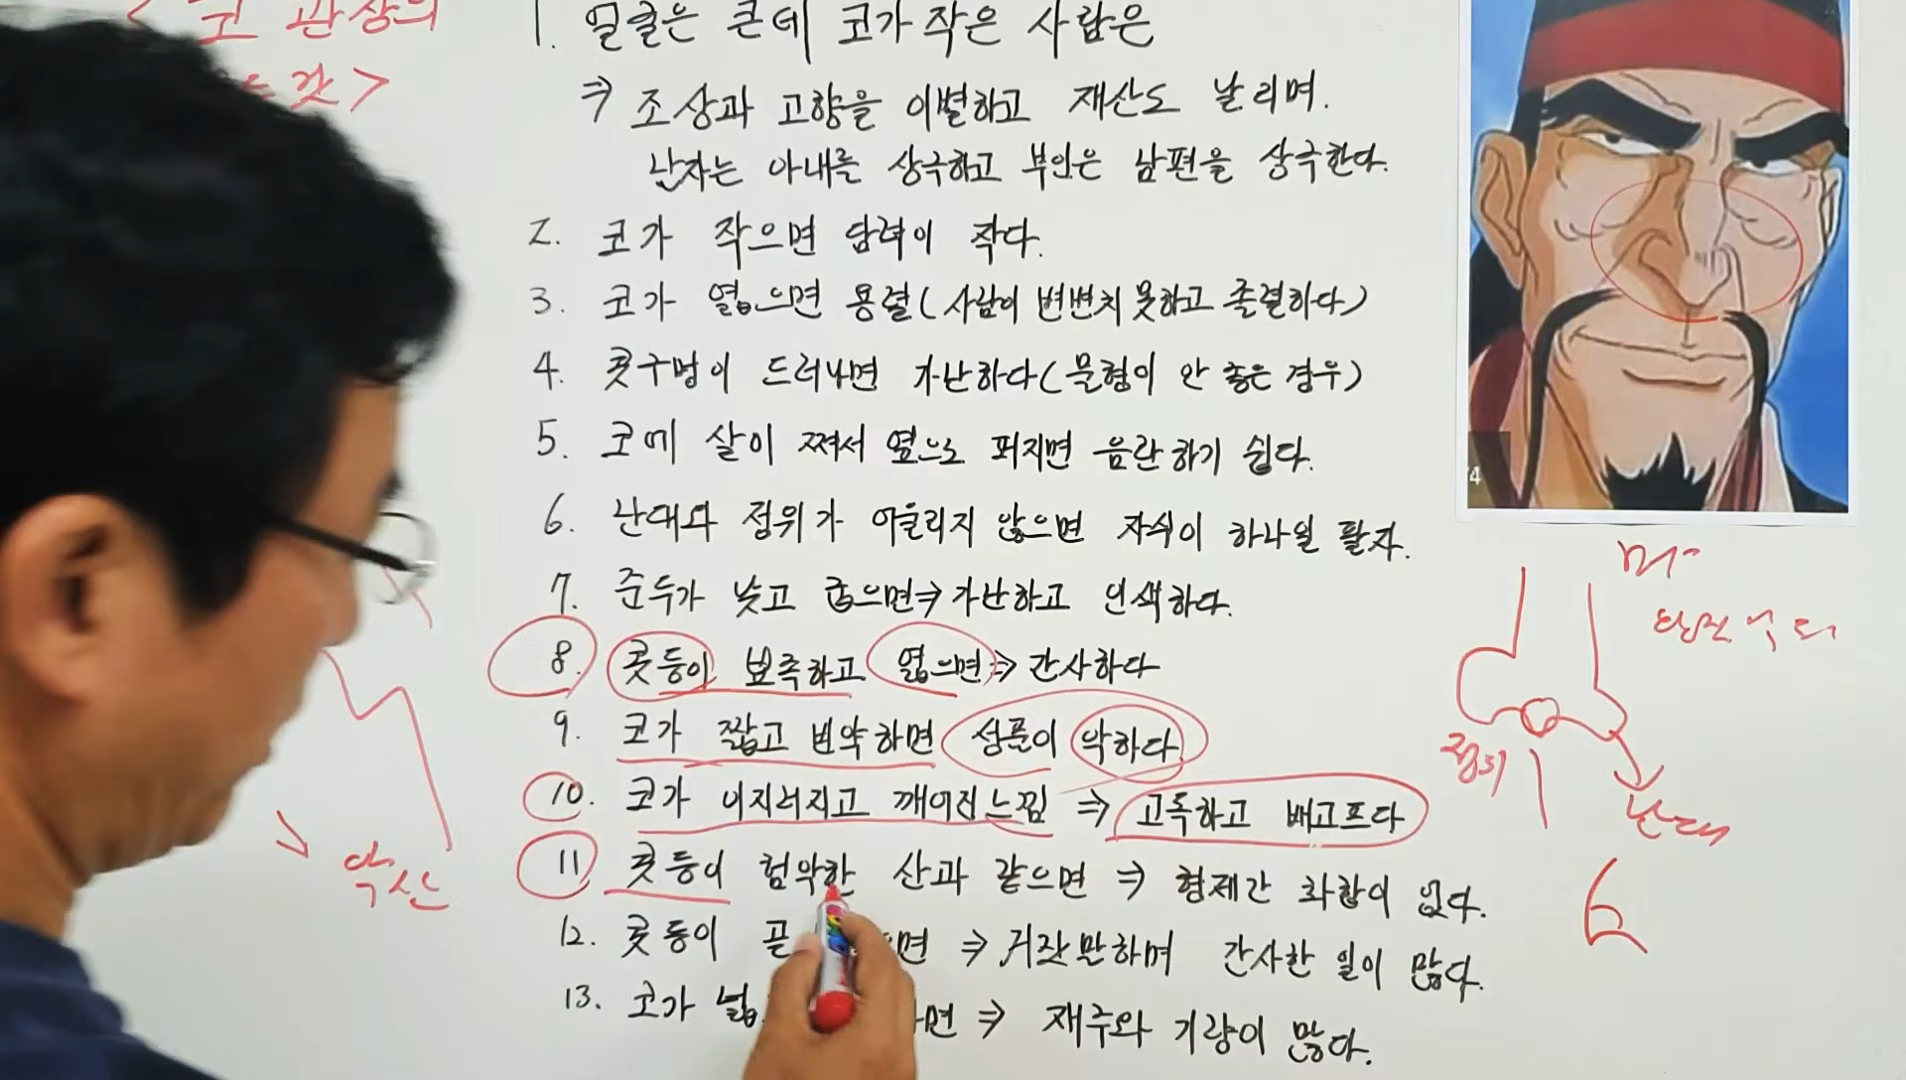 코 관상의
1. 얼굴은 큰데 코가 작은 사람은
⇒ 조상과 고향을 이별하고 재산도 날리며.
남자는 아내를 상극하고 부인은 남편을 상극한다.
2. 코가 작으면 담력이 작다.
3. 코가 엷으면 용렬(사람이 변변치 못하고 졸렬하다)
4. 콧구멍이 드러나면 가난하다(물형이 안 좋은 경우)
5. 코에 살이 쪄서 옆으로 퍼지면 음란하기 쉽다.
6. 난대와 정위가 어울리지 않으면 자식이 하나일 팔자.
7. 준두가 낮고 굽으면⇒가난하고 인색하다.
8. 콧등이 뾰족하고 엷으면⇒간사하다
9. 코가 짧고 빈약하면 성품이 악하다
10. 코가 이지러지고 깨어진느낌 ⇒ 고독하고 배고프다
11 콧등이 험악한 산과 같으면 ⇒ 형제간 화합이 없다.
12. 콧등이 면 ⇒ 거짓말하며 간사한 일이 많다.
13. 코가 면 ⇒ 재주와 기량이 많다.
악산
정위
난대
4